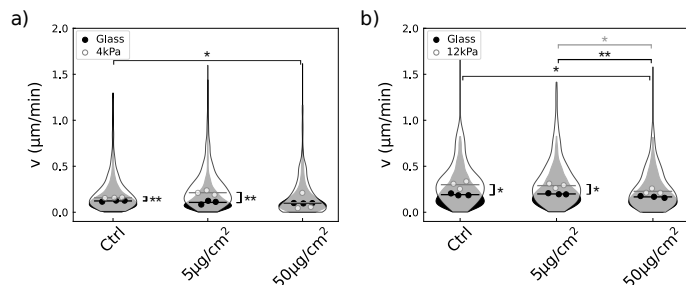 a)
Glass
4kPa
*
2.0
1.5
1.0
0.5
0.0
v (µm/min)
**
**
Ctrl
5µg/cm²
50µg/cm²
b)
Glass
12kPa
*
**
*
2.0
1.5
1.0
0.5
0.0
v (µm/min)
*
*
Ctrl
5µg/cm²
50µg/cm²